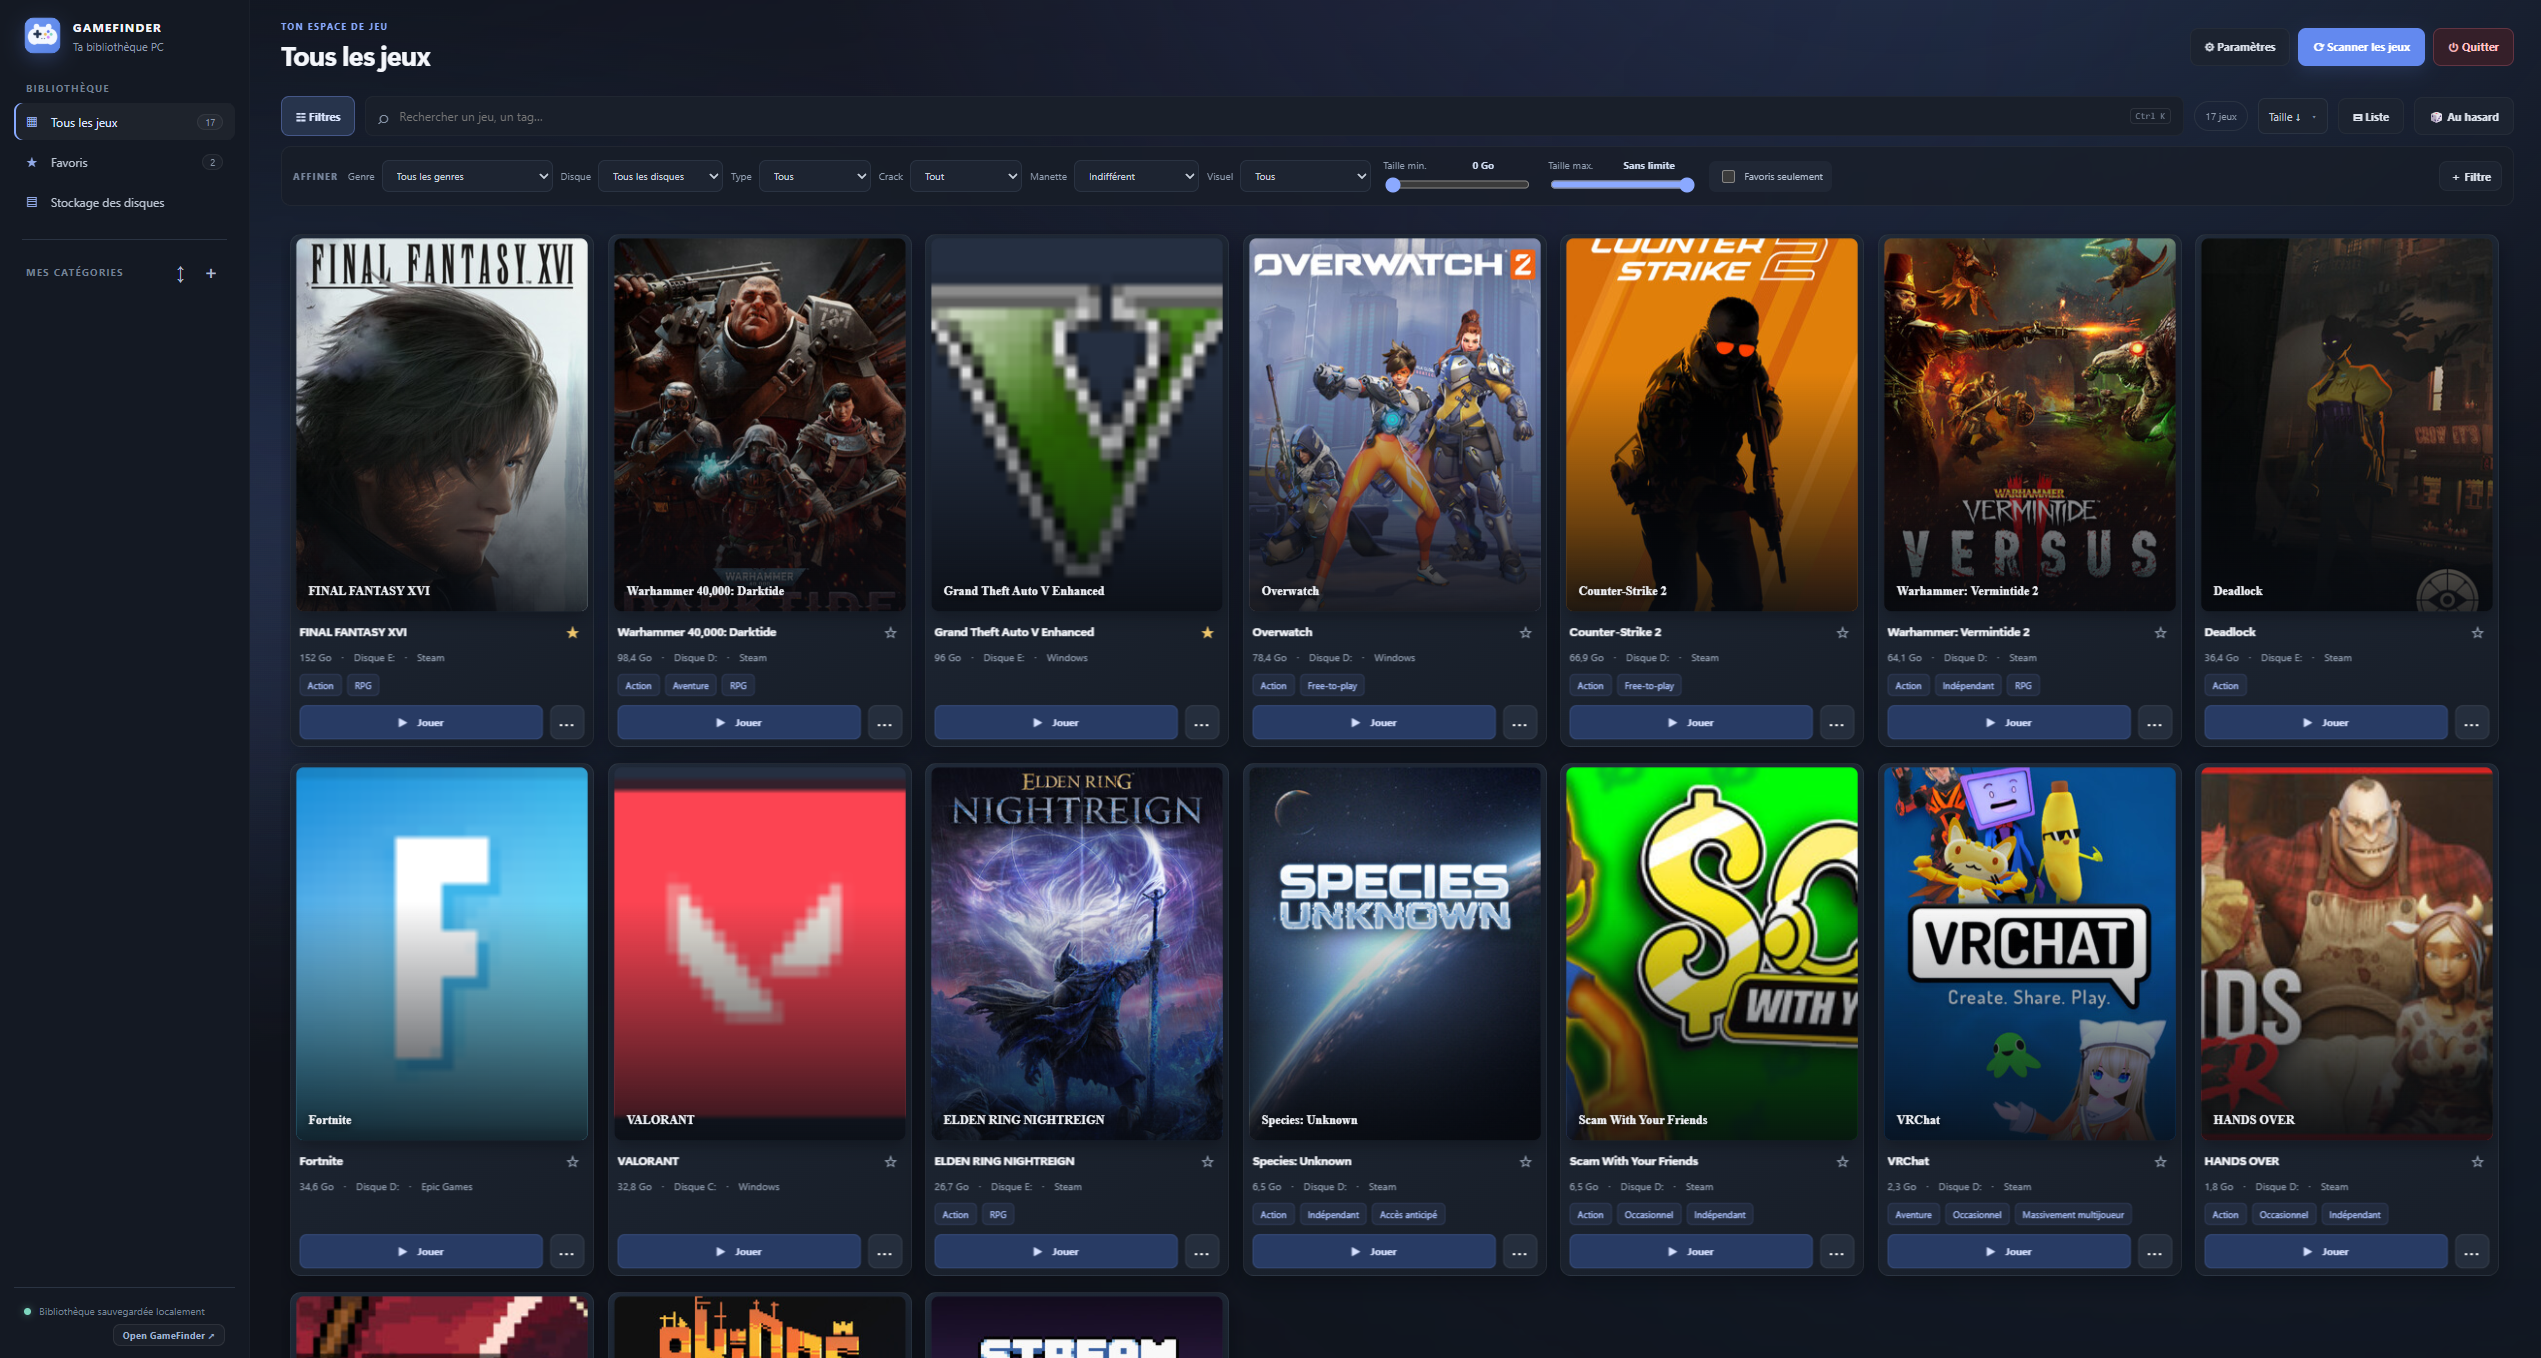 GAMEFINDER
Ta bibliothèque PC
BIBLIOTHÈQUE
Tous les jeux 17
Favoris 2
Stockage des disques
MES CATÉGORIES +
Bibliothèque sauvegardée localement
Open GameFinder ↗
TON ESPACE DE JEU
Tous les jeux
Paramètres
Scanner les jeux
Quitter
Filtres
Rechercher un jeu, un tag...
Ctrl K
17 jeux
Taille ↓
Liste
Au hasard
AFFINER Genre Tous les genres Disque Tous les disques Type Tous Crack Tout Manette Indifférent Visuel Tous
Taille min. 0 Go
Taille max. Sans limite
Favoris seulement
+ Filtre
FINAL FANTASY XVI
FINAL FANTASY XVI
FINAL FANTASY XVI
152 Go · Disque E: · Steam
Action RPG
Jouer ...
WARHAMMER
DARKTIDE
Warhammer 40,000: Darktide
Warhammer 40,000: Darktide
98,4 Go · Disque D: · Steam
Action Aventure RPG
Jouer ...
V
Grand Theft Auto V Enhanced
Grand Theft Auto V Enhanced
96 Go · Disque E: · Windows
Jouer ...
OVERWATCH 2
Overwatch
Overwatch
78,4 Go · Disque D: · Windows
Action Free-to-play
Jouer ...
COUNTER
STRIKE 2
Counter-Strike 2
Counter-Strike 2
66,9 Go · Disque D: · Steam
Action Free-to-play
Jouer ...
WARHAMMER
VERMINTIDE
VERSUS
Warhammer: Vermintide 2
Warhammer: Vermintide 2
64,1 Go · Disque D: · Steam
Action Indépendant RPG
Jouer ...
Deadlock
Deadlock
36,4 Go · Disque E: · Steam
Action
Jouer ...
F
Fortnite
Fortnite
34,6 Go · Disque D: · Epic Games
Jouer ...
VALORANT
VALORANT
32,8 Go · Disque C: · Windows
Jouer ...
ELDEN RING
NIGHTREIGN
ELDEN RING NIGHTREIGN
ELDEN RING NIGHTREIGN
26,7 Go · Disque E: · Steam
Action RPG
Jouer ...
SPECIES
UNKNOWN
Species: Unknown
Species: Unknown
6,5 Go · Disque D: · Steam
Action Indépendant Accès anticipé
Jouer ...
WITH Y
Scam With Your Friends
Scam With Your Friends
6,5 Go · Disque D: · Steam
Action Occasionnel Indépendant
Jouer ...
VRCHAT
Create. Share. Play.
VRChat
VRChat
2,3 Go · Disque D: · Steam
Aventure Occasionnel Massivement multijoueur
Jouer ...
NDS
ER
HANDS OVER
HANDS OVER
1,8 Go · Disque D: · Steam
Action Occasionnel Indépendant
Jouer ...
STREAM